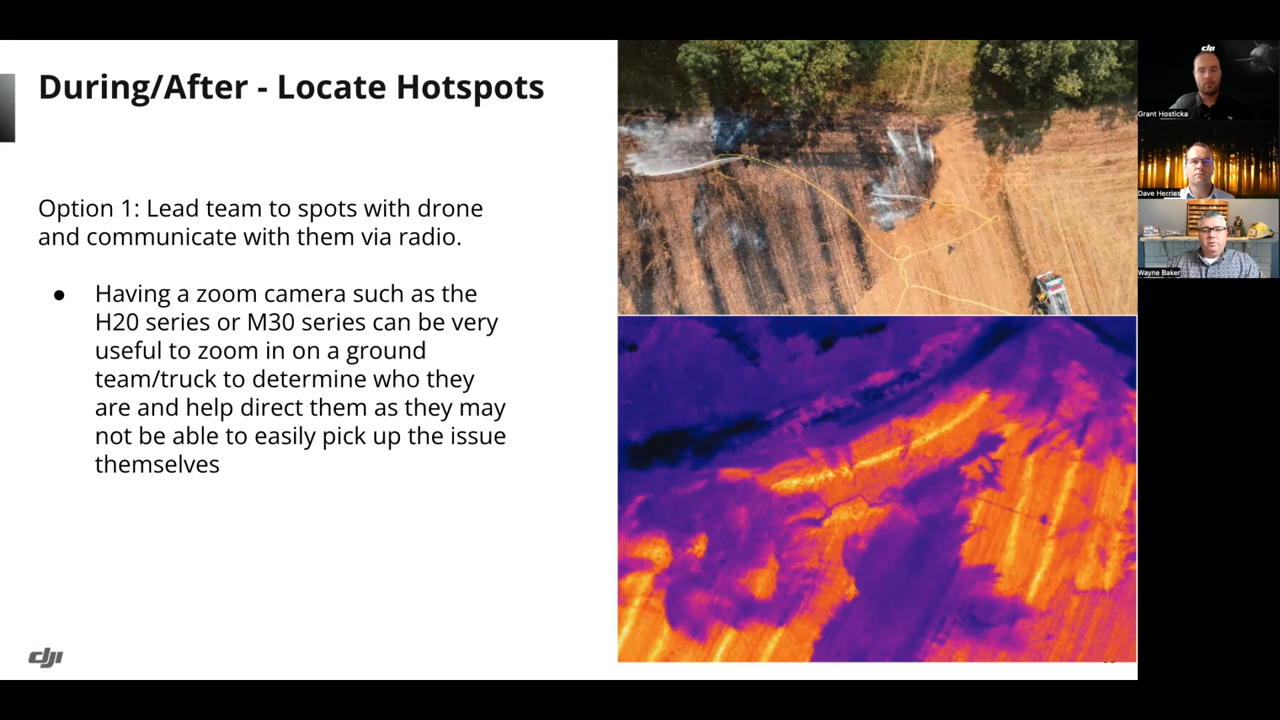 During/After - Locate Hotspots
Option 1: Lead team to spots with drone
and communicate with them via radio.
● Having a zoom camera such as the
H20 series or M30 series can be very
useful to zoom in on a ground
team/truck to determine who they
are and help direct them as they may
not be able to easily pick up the issue
themselves
dji
dji
Grant Hosticka
Dave Herries
Wayne Baker